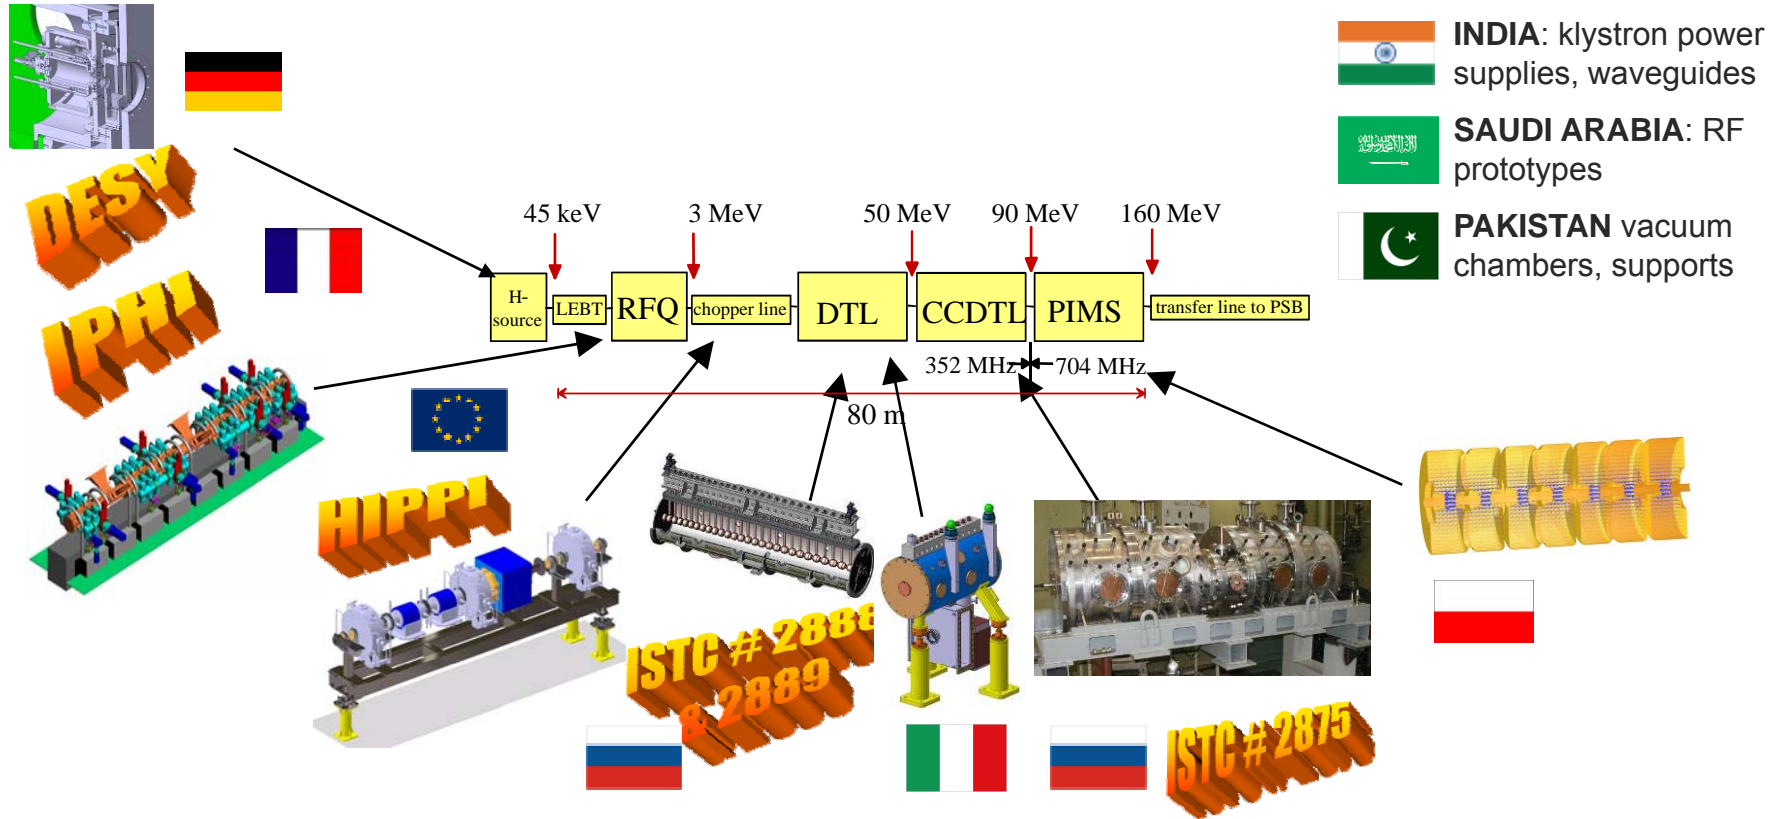 INDIA: klystron power
supplies, waveguides
SAUDI ARABIA: RF
prototypes
PAKISTAN vacuum
chambers, supports
DESY
IPHI
45 keV
3 MeV
50 MeV
90 MeV
160 MeV
H-
source
LEBT
RFQ
chopper line
DTL
CCDTL
PIMS
transfer line to PSB
352 MHz
704 MHz
80 m
HIPPI
ISTC # 2888
& 2889
ISTC # 2875